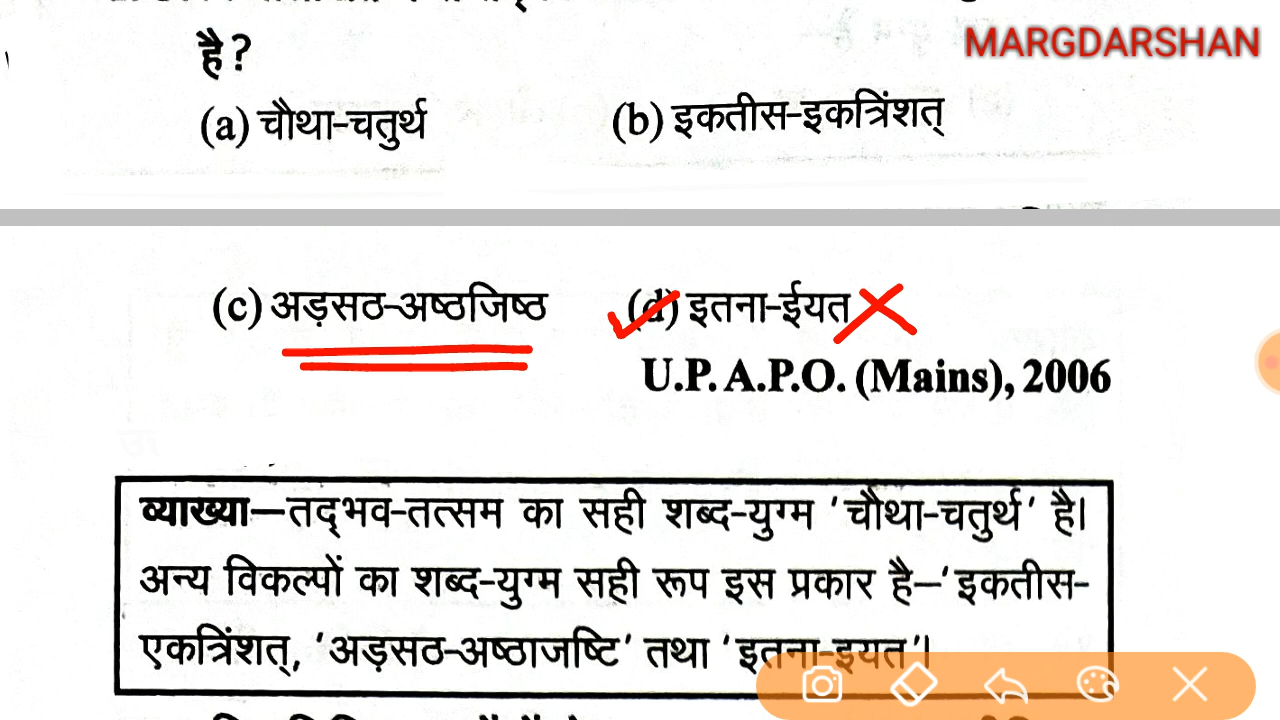 MARGDARSHAN
है?
(a) चौथा-चतुर्थ (b) इकतीस-इकत्रिंशत्
(c) अड़सठ-अष्ठजिष्ठ (d) इतना-ईयत
U.P. A.P.O. (Mains), 2006
व्याख्या—तद्भव-तत्सम का सही शब्द-युग्म 'चौथा-चतुर्थ' है।
अन्य विकल्पों का शब्द-युग्म सही रूप इस प्रकार है—'इकतीस-
एकत्रिंशत्, 'अड़सठ-अष्ठाजष्टि' तथा 'इतना-इयत'।